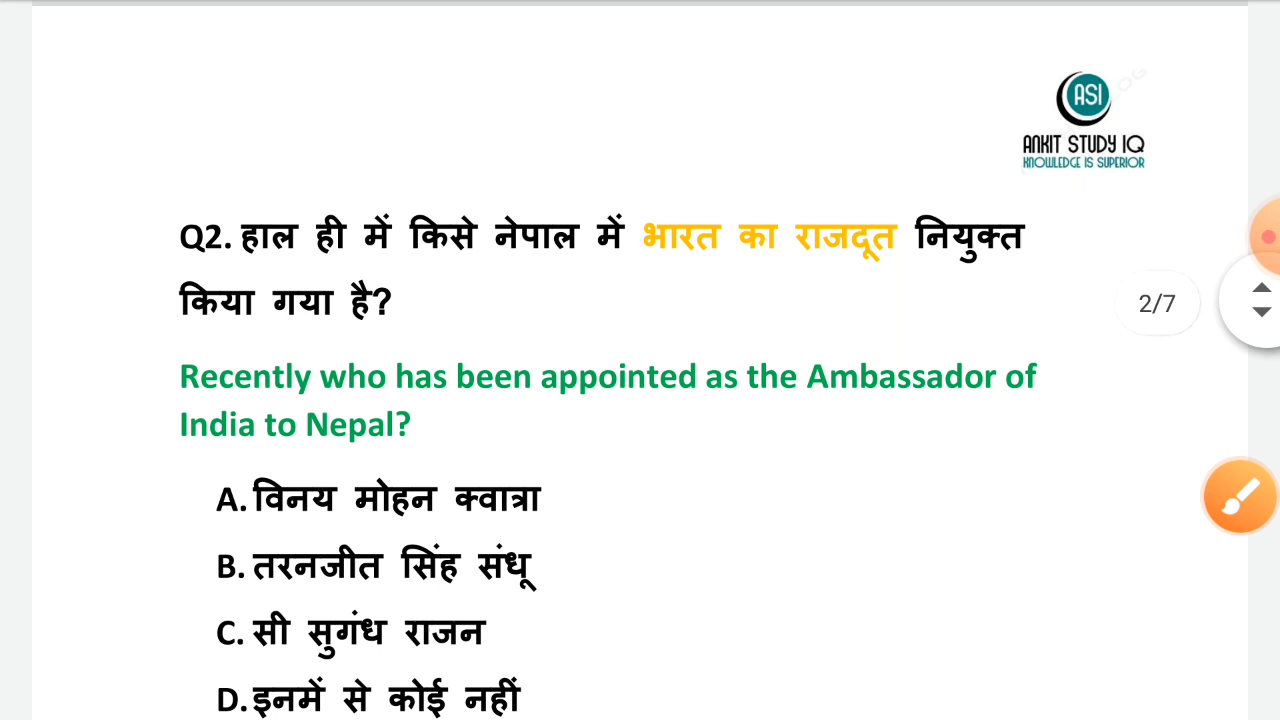 ASI
ANKIT STUDY IQ
KNOWLEDGE IS SUPERIOR
Q2. हाल ही में किसे नेपाल में भारत का राजदूत नियुक्त
किया गया है?
2/7
Recently who has been appointed as the Ambassador of
India to Nepal?
A. विनय मोहन क्वात्रा
B. तरनजीत सिंह संधू
C. सी सुगंध राजन
D. इनमें से कोई नहीं